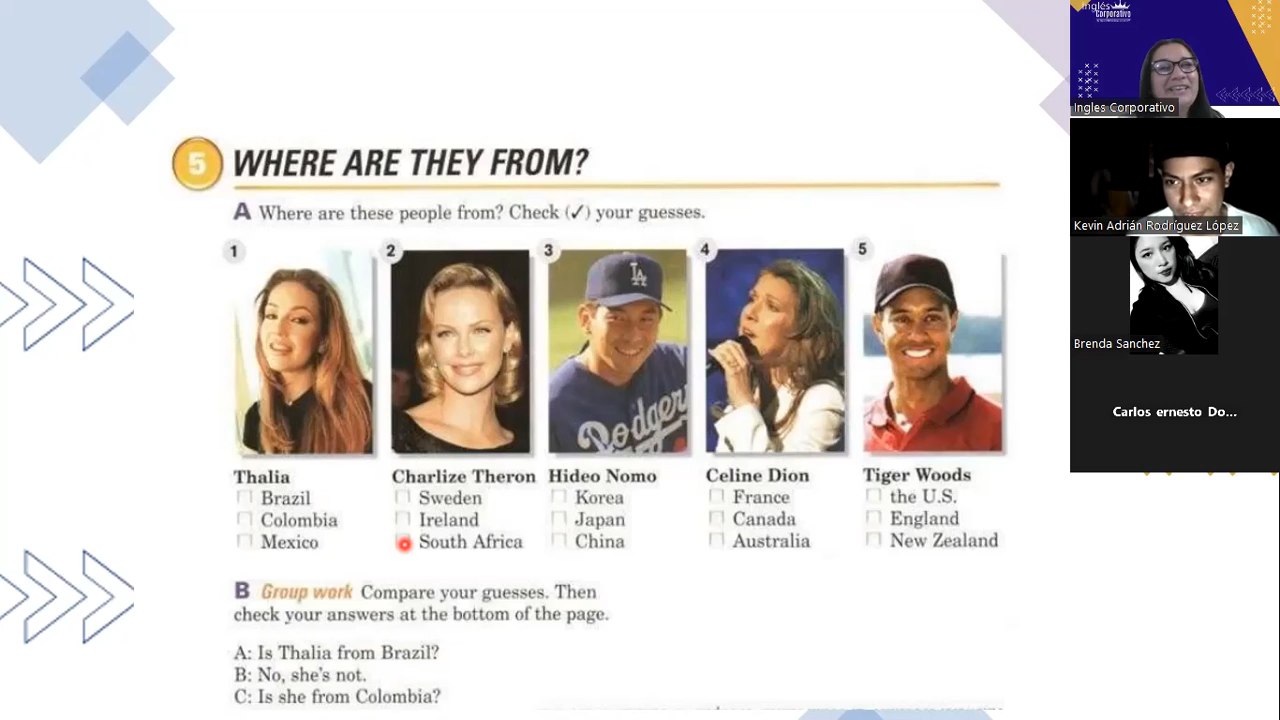 5 WHERE ARE THEY FROM?
A Where are these people from? Check (✓) your guesses.
1 2 3 4 5
Thalia
Brazil
Colombia
Mexico
Charlize Theron
Sweden
Ireland
South Africa
Hideo Nomo
Korea
Japan
China
Celine Dion
France
Canada
Australia
Tiger Woods
the U.S.
England
New Zealand
LA
Dodgers
B Group work Compare your guesses. Then
check your answers at the bottom of the page.
A: Is Thalia from Brazil?
B: No, she's not.
C: Is she from Colombia?
Inglés
corporativo
Ingles Corporativo
Kevin Adrián Rodríguez López
Brenda Sanchez
Carlos ernesto Do...